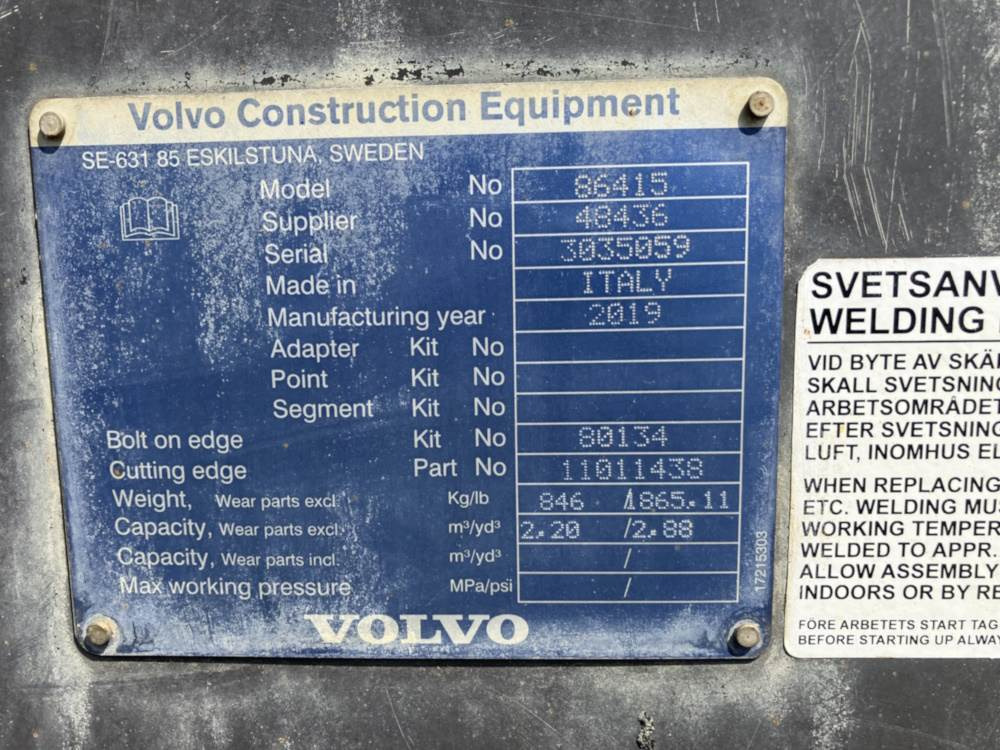 Volvo Construction Equipment
SE-631 85 ESKILSTUNA, SWEDEN
Model No 86415
Supplier No 48436
Serial No 3035059
Made in ITALY
Manufacturing year 2019
Adapter Kit No
Point Kit No
Segment Kit No
Bolt on edge Kit No 80134
Cutting edge Part No 11011438
Weight, Wear parts excl. Kg/lb 846 /1865.11
Capacity, Wear parts excl. m³/yd³ 2.20 /2.88
Capacity, Wear parts incl. m³/yd³ /
Max working pressure MPa/psi /
17215303
VOLVO
SVETSANV
WELDING
VID BYTE AV SKÄ
SKALL SVETSNING
ARBETSOMRÅDET
EFTER SVETSNING
LUFT, INOMHUS EL
WHEN REPLACING
ETC. WELDING MU
WORKING TEMPER
WELDED TO APPR.
ALLOW ASSEMBLY
INDOORS OR BY RE
FÖRE ARBETETS START TAG
BEFORE STARTING UP ALWAY